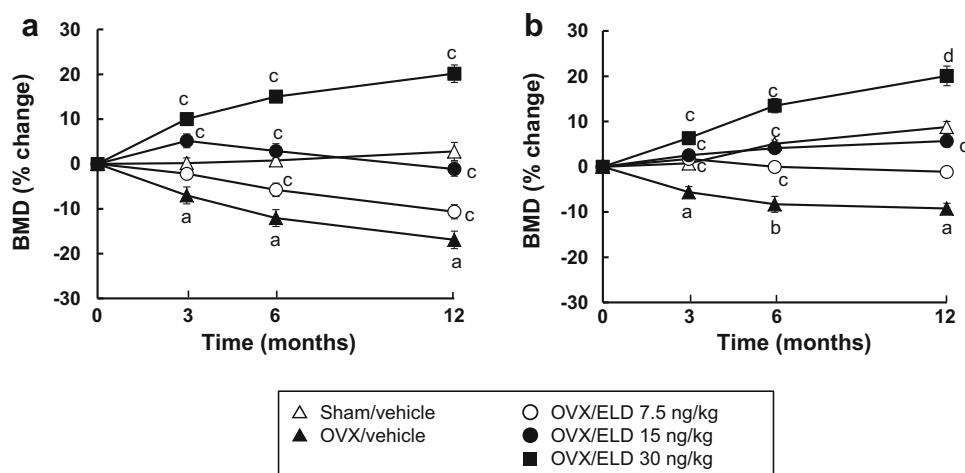 a
30
20
10
0
-10
-20
-30
BMD (% change)
c
c
c
c
c
c
c
c
a
a
a
0
3
6
12
Time (months)
b
30
20
10
0
-10
-20
-30
BMD (% change)
c
c
d
c
c
c
c
c
a
b
a
0
3
6
12
Time (months)
Sham/vehicle
OVX/vehicle
OVX/ELD 7.5 ng/kg
OVX/ELD 15 ng/kg
OVX/ELD 30 ng/kg